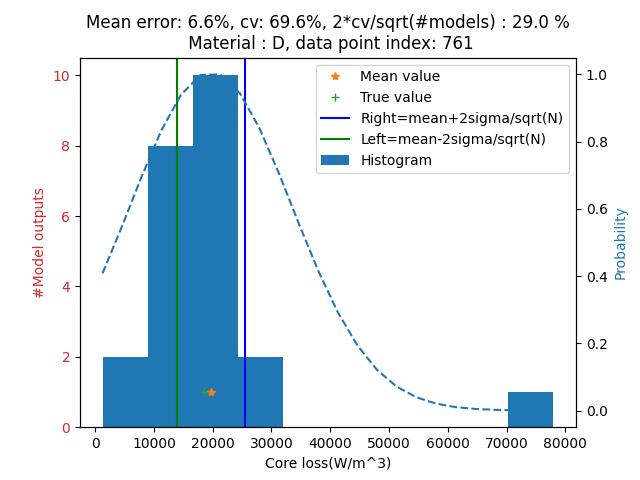 Mean error: 6.6%, cv: 69.6%, 2*cv/sqrt(#models) : 29.0 %
Material : D, data point index: 761
Mean value
True value
Right=mean+2sigma/sqrt(N)
Left=mean-2sigma/sqrt(N)
Histogram
#Model outputs
10
8
6
4
2
0
Probability
1.0
0.8
0.6
0.4
0.2
0.0
0 10000 20000 30000 40000 50000 60000 70000 80000
Core loss(W/m^3)